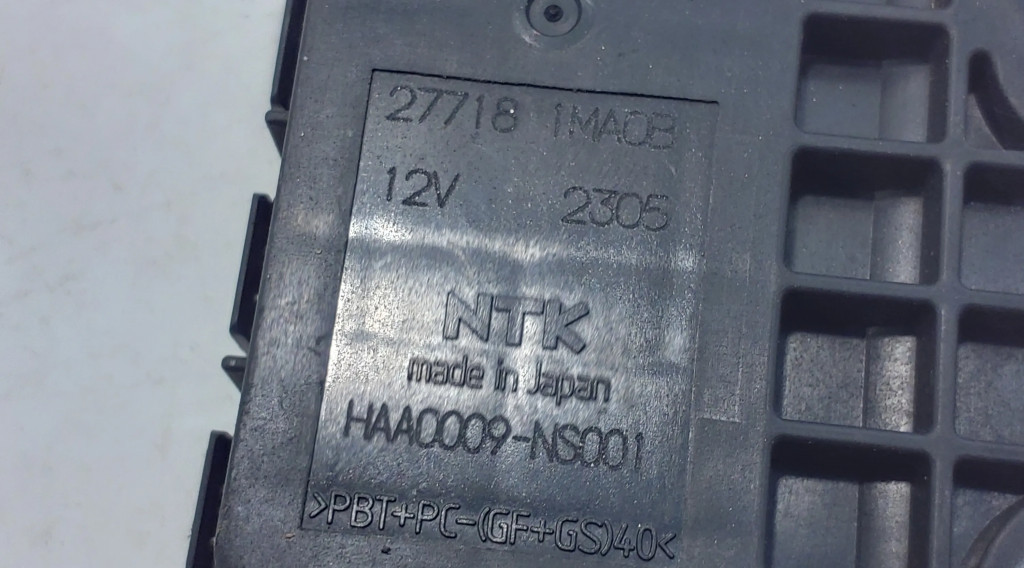 27718 1MA0B
12V 2305
NTK
made in Japan
HAA0009-NS001
>PBT+PC-(GF+GS)40<